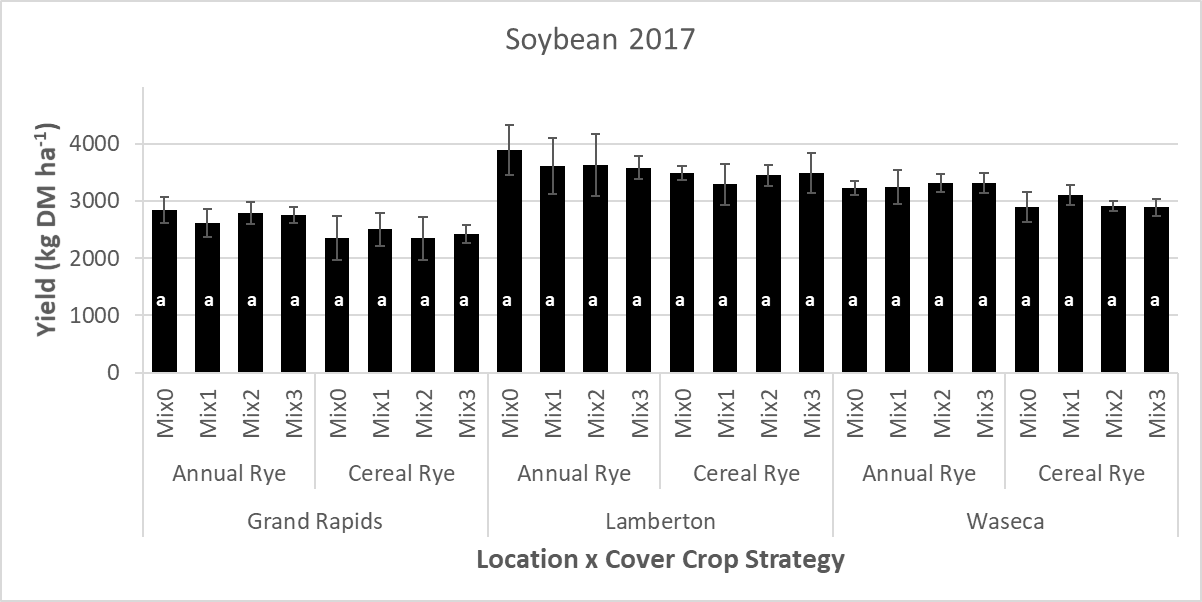 Soybean 2017
Yield (kg DM ha-1)
4000
3000
2000
1000
0
a a a a a a a a a a a a a a a a a a a a a a a a
Mix0 Mix1 Mix2 Mix3 Mix0 Mix1 Mix2 Mix3 Mix0 Mix1 Mix2 Mix3 Mix0 Mix1 Mix2 Mix3 Mix0 Mix1 Mix2 Mix3 Mix0 Mix1 Mix2 Mix3
Annual Rye Cereal Rye Annual Rye Cereal Rye Annual Rye Cereal Rye
Grand Rapids Lamberton Waseca
Location x Cover Crop Strategy